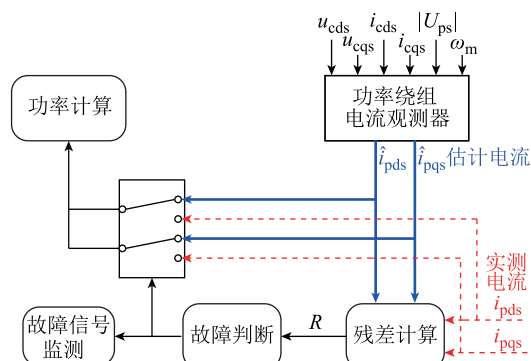 u_cds i_cds |U_ps|
u_cqs i_cqs ω_m
功率绕组
电流观测器
功率计算
î_pds î_pqs 估计电流
实测
电流
i_pds
i_pqs
故障信号
监测
故障判断
R
残差计算